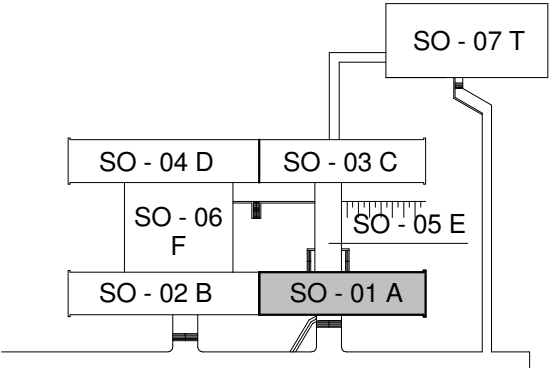 SO - 07 T
SO - 04 D
SO - 03 C
SO - 06
F
SO - 05 E
SO - 02 B
SO - 01 A